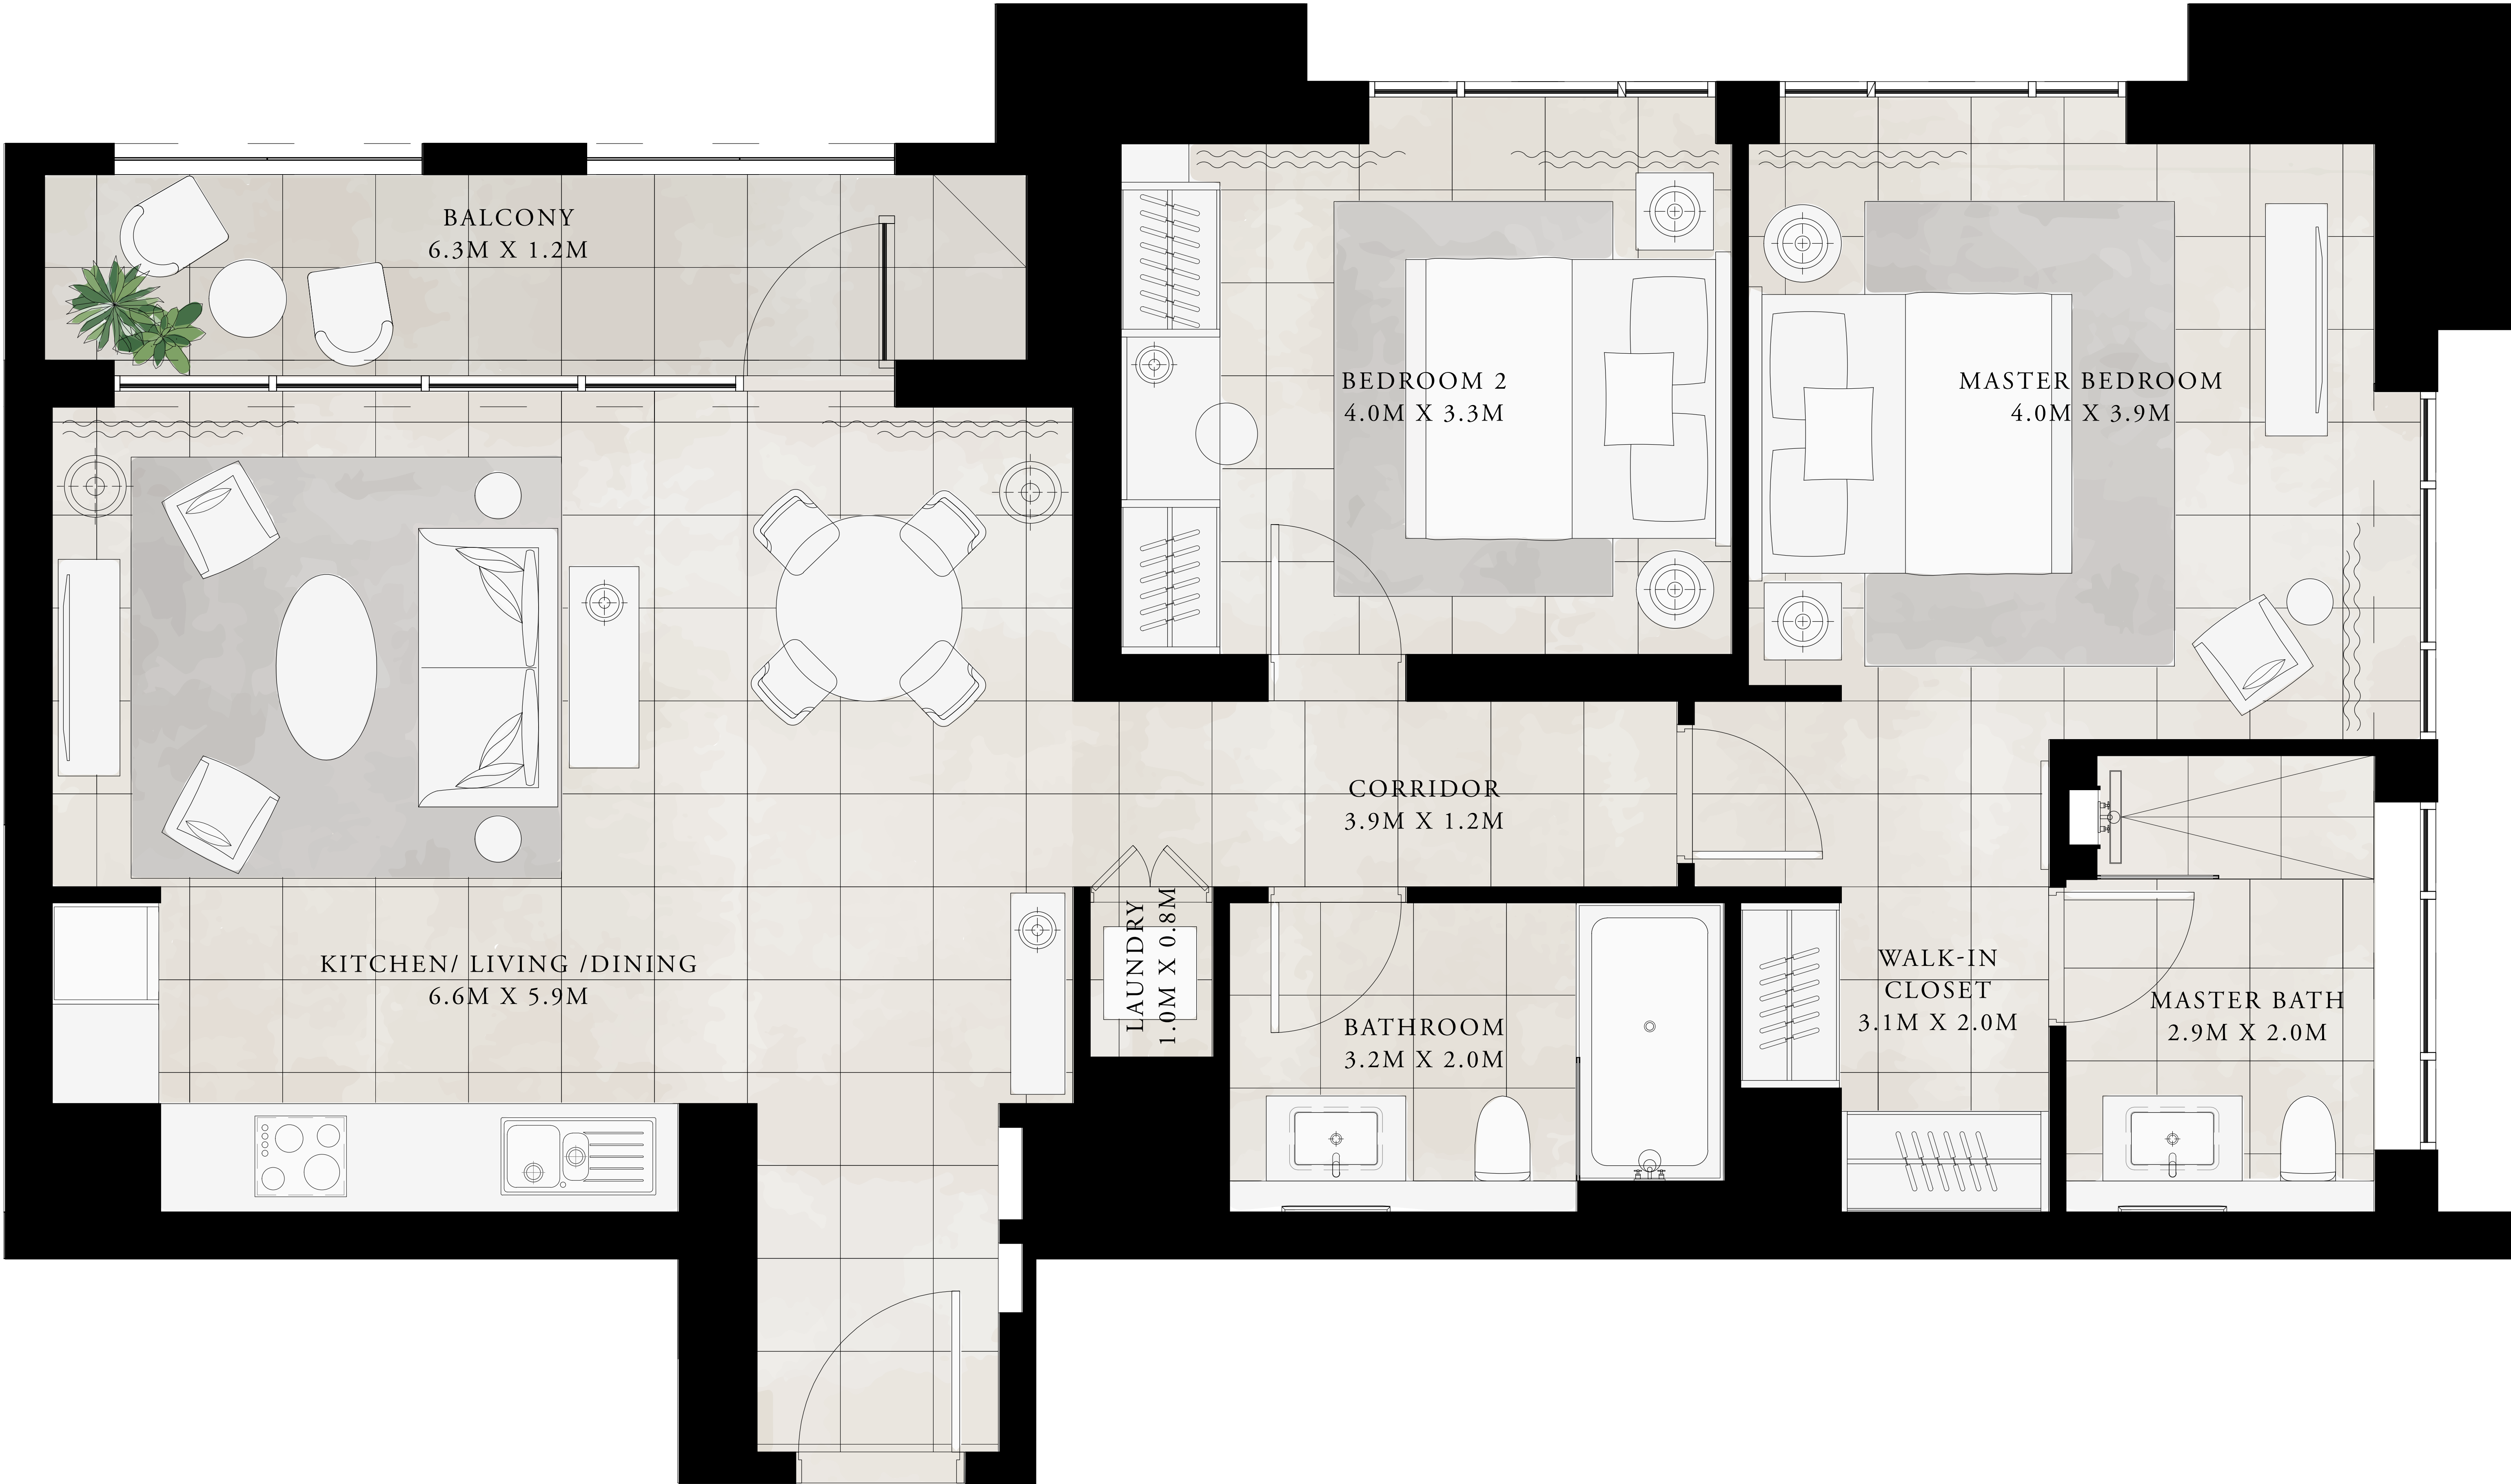 BALCONY
6.3M X 1.2M
BEDROOM 2
4.0M X 3.3M
MASTER BEDROOM
4.0M X 3.9M
CORRIDOR
3.9M X 1.2M
KITCHEN/ LIVING /DINING
6.6M X 5.9M
LAUNDRY
1.0M X 0.8M
BATHROOM
3.2M X 2.0M
WALK-IN
CLOSET
3.1M X 2.0M
MASTER BATH
2.9M X 2.0M